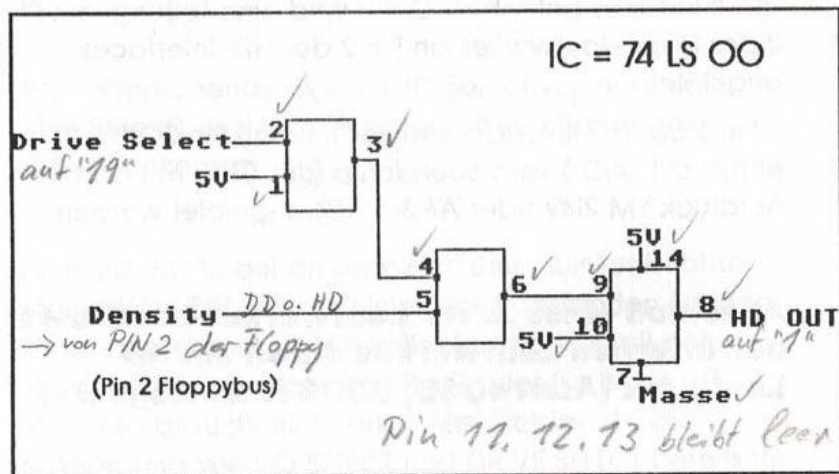 IC = 74 LS 00
2
Drive Select
3
auf "19"
5V
1
4
5V
14
5
6
9
8
HD OUT
Density DD o. HD
10
auf "1"
→ von PIN 2 der Floppy
5V
7
(Pin 2 Floppybus)
Masse
Pin 11. 12. 13 bleibt leer